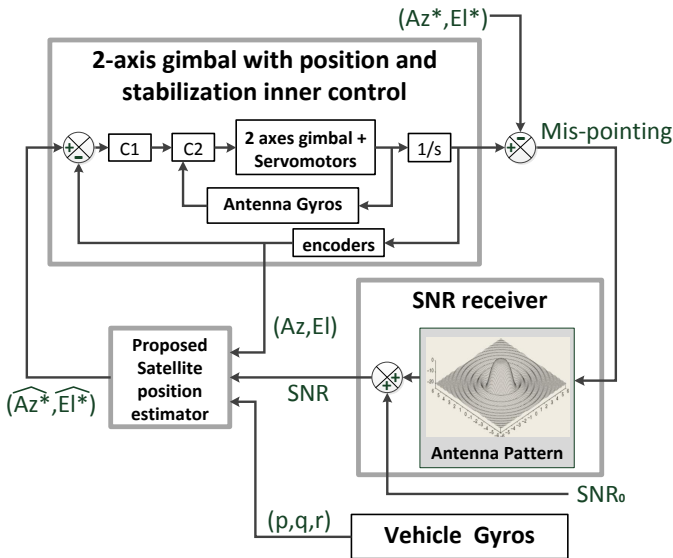 (Az*,El*)
2-axis gimbal with position and
stabilization inner control
Mis-pointing
C1
C2
2 axes gimbal +
Servomotors
1/s
Antenna Gyros
encoders
(Az,El)
SNR receiver
Proposed
Satellite
position
estimator
SNR
(Az*,El*)
Antenna Pattern
SNR₀
(p,q,r)
Vehicle Gyros